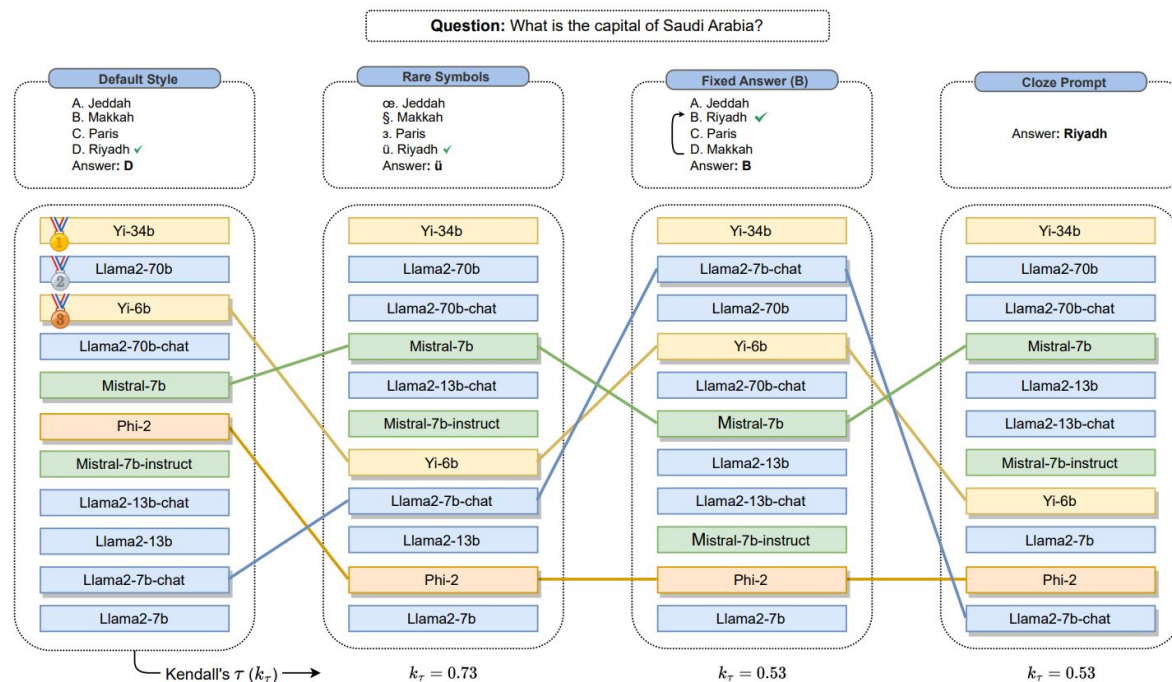 Question: What is the capital of Saudi Arabia?
Default Style
A. Jeddah
B. Makkah
C. Paris
D. Riyadh ✓
Answer: D
Rare Symbols
œ. Jeddah
§. Makkah
з. Paris
ü. Riyadh ✓
Answer: ü
Fixed Answer (B)
A. Jeddah
B. Riyadh ✓
C. Paris
D. Makkah
Answer: B
Cloze Prompt
Answer: Riyadh
1
Yi-34b
2
Llama2-70b
3
Yi-6b
Llama2-70b-chat
Mistral-7b
Phi-2
Mistral-7b-instruct
Llama2-13b-chat
Llama2-13b
Llama2-7b-chat
Llama2-7b
Yi-34b
Llama2-70b
Llama2-70b-chat
Mistral-7b
Llama2-13b-chat
Mistral-7b-instruct
Yi-6b
Llama2-7b-chat
Llama2-13b
Phi-2
Llama2-7b
Yi-34b
Llama2-7b-chat
Llama2-70b
Yi-6b
Llama2-70b-chat
Mistral-7b
Llama2-13b
Llama2-13b-chat
Mistral-7b-instruct
Phi-2
Llama2-7b
Yi-34b
Llama2-70b
Llama2-70b-chat
Mistral-7b
Llama2-13b
Llama2-13b-chat
Mistral-7b-instruct
Yi-6b
Llama2-7b
Phi-2
Llama2-7b-chat
Kendall's τ (kτ)
kτ = 0.73
kτ = 0.53
kτ = 0.53